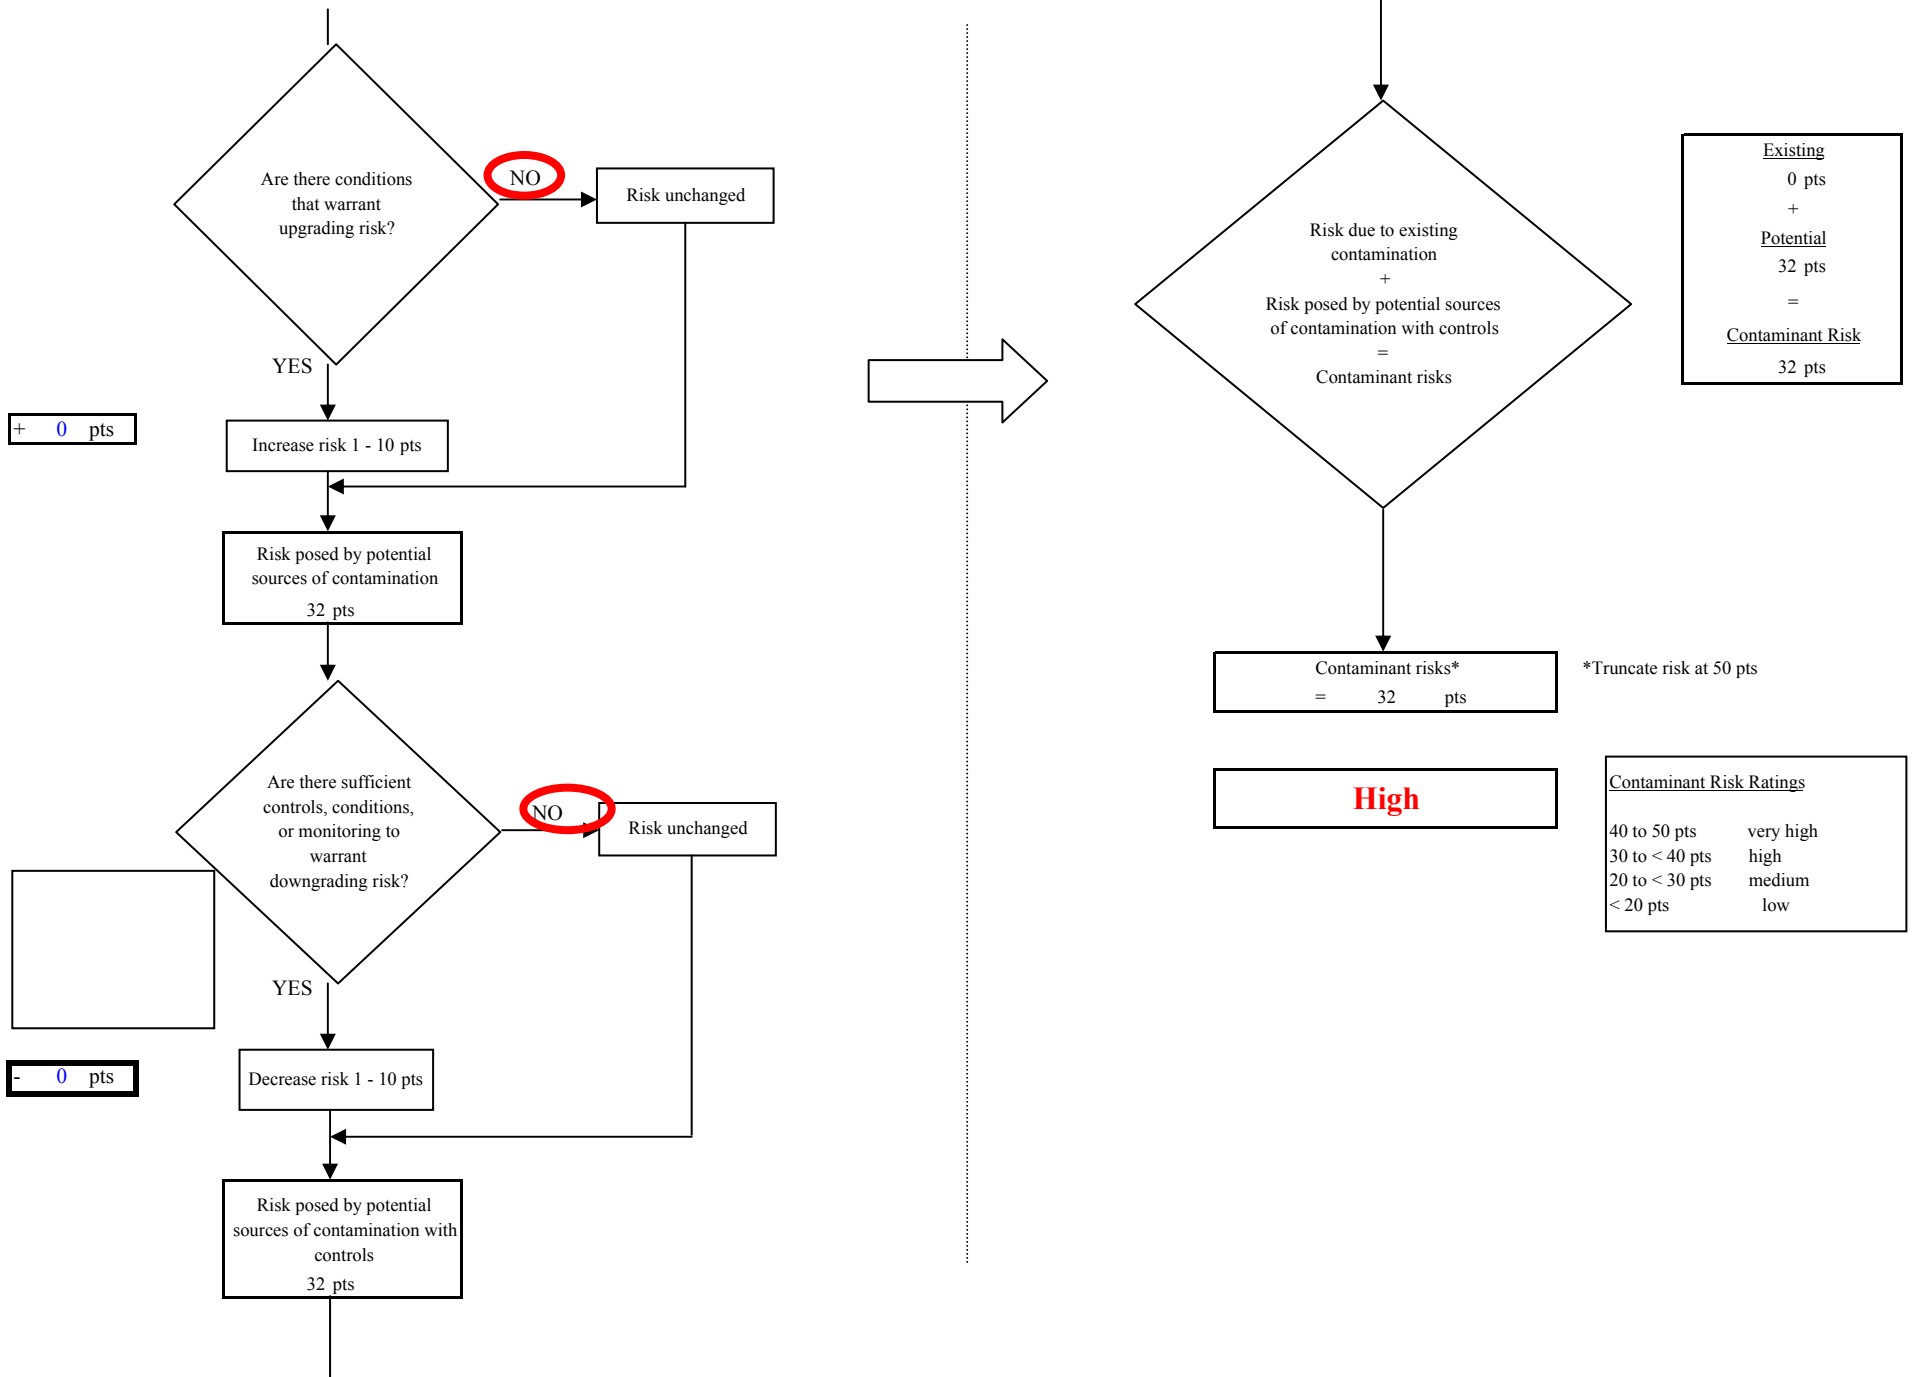 Are there conditions
that warrant
upgrading risk?
NO
Risk unchanged
YES
+ 0 pts
Increase risk 1 - 10 pts
Risk posed by potential
sources of contamination
32 pts
Are there sufficient
controls, conditions,
or monitoring to
warrant
downgrading risk?
NO
Risk unchanged
YES
- 0 pts
Decrease risk 1 - 10 pts
Risk posed by potential
sources of contamination with
controls
32 pts
Risk due to existing
contamination
+
Risk posed by potential sources
of contamination with controls
=
Contaminant risks
Existing
0 pts
+
Potential
32 pts
=
Contaminant Risk
32 pts
Contaminant risks*
= 32 pts
*Truncate risk at 50 pts
High
Contaminant Risk Ratings
40 to 50 pts very high
30 to < 40 pts high
20 to < 30 pts medium
< 20 pts low